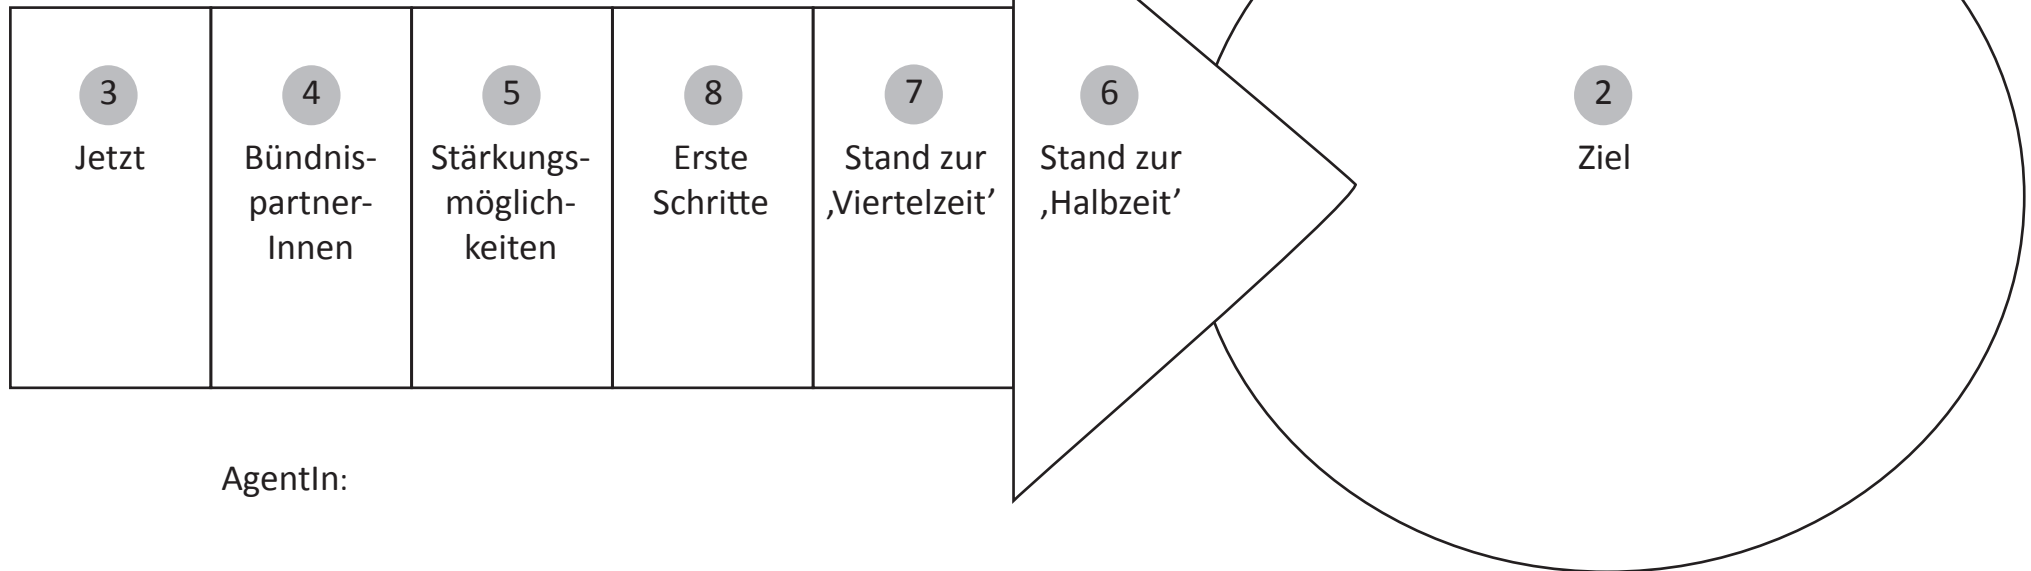 3
Jetzt
4
Bündnis-
partner-
Innen
5
Stärkungs-
möglich-
keiten
8
Erste
Schritte
7
Stand zur
‚Viertelzeit’
6
Stand zur
‚Halbzeit’
2
Ziel
AgentIn: